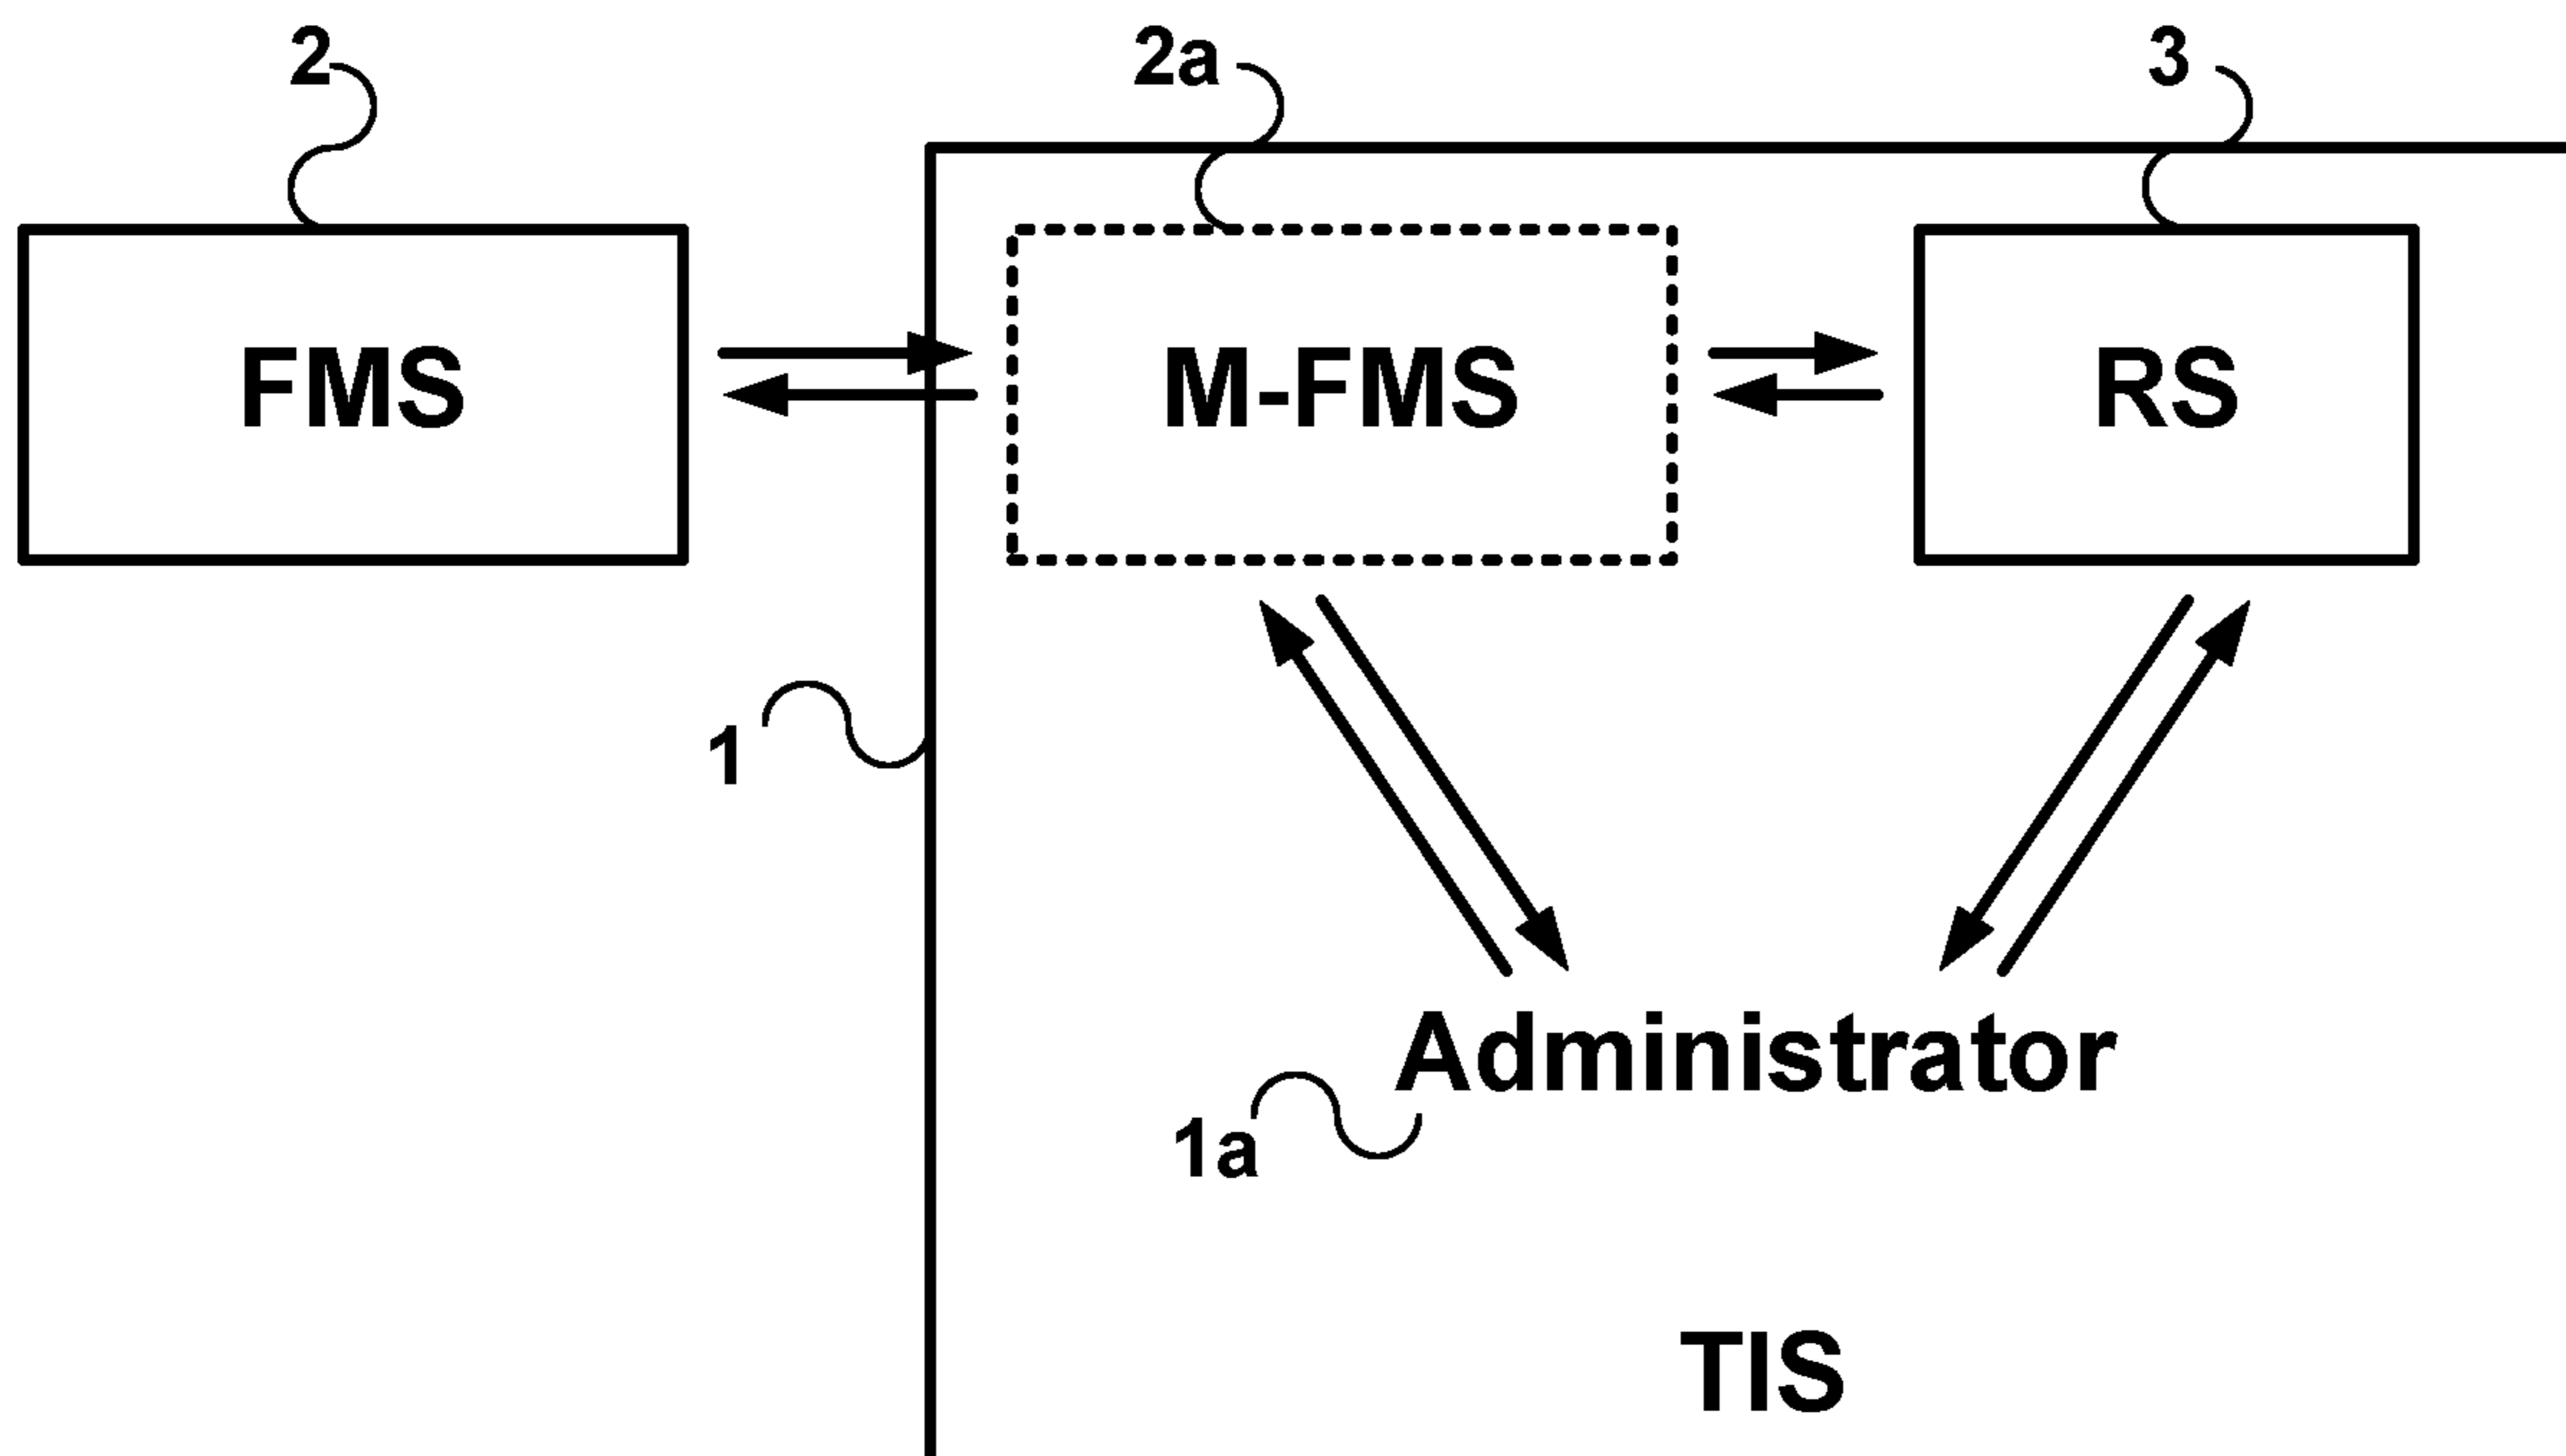 2
2a
3
FMS
M-FMS
RS
1
Administrator
1a
TIS